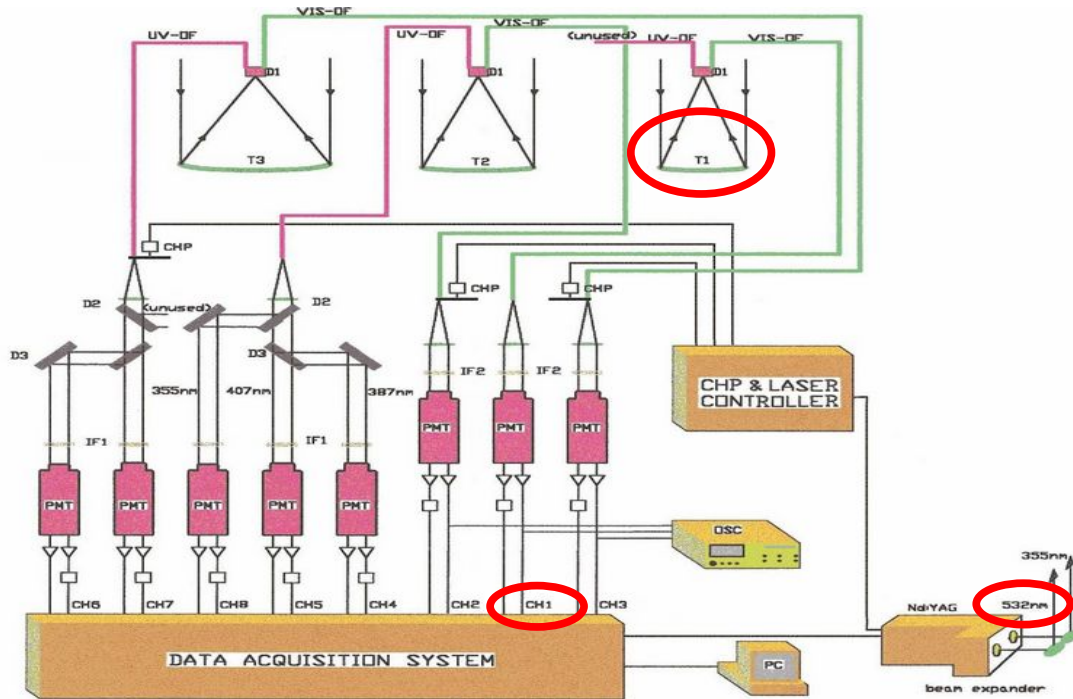 VIS-OF
VIS-OF
(unused)
UV-OF
UV-OF
UV-OF
VIS-OF
D1
D1
D1
T3
T2
T1
CHP
CHP
CHP
D2
(unused)
D2
D3
D3
355nm
407nm
387nm
IF2
IF2
CHP & LASER
CONTROLLER
PMT
PMT
PMT
IF1
IF1
PMT
PMT
PMT
PMT
PMT
OSC
355nm
CH6
CH7
CH8
CH5
CH4
CH2
CH1
CH3
Nd:YAG
532nm
DATA ACQUISITION SYSTEM
PC
beam expander